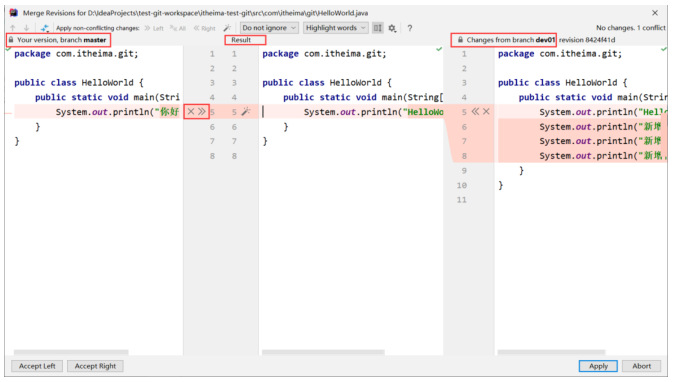 Merge Revisions for D:\IdeaProjects\test-git-workspace\itheima-test-git\src\com\itheima\git\HelloWorld.java
Apply non-conflicting changes: Left All Right Do not ignore Highlight words ? No changes. 1 conflict
Your version, branch master Result Changes from branch dev01 revision 8424f41d
package com.itheima.git; 1 1 package com.itheima.git; 1 package com.itheima.git;
2 2 2
public class HelloWorld { 3 3 public class HelloWorld { 3 public class HelloWorld {
public static void main(Stri 4 4 public static void main(String[ 4 public static void main(Stri
System.out.println("你好 5 5 System.out.println("HelloWo 5 System.out.println("Hell
} 6 6 } 6 System.out.println("新增
} 7 7 } 7 System.out.println("新增
8 8 8 System.out.println("新增
9 }
10 }
11
Accept Left Accept Right Apply Abort